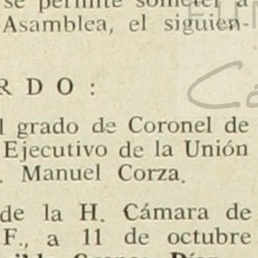 se permite someter a
Asamblea, el siguien-
R D O :
l grado de Coronel de
Ejecutivo de la Unión
. Manuel Corza.
de la H. Cámara de
F., a 11 de octubre